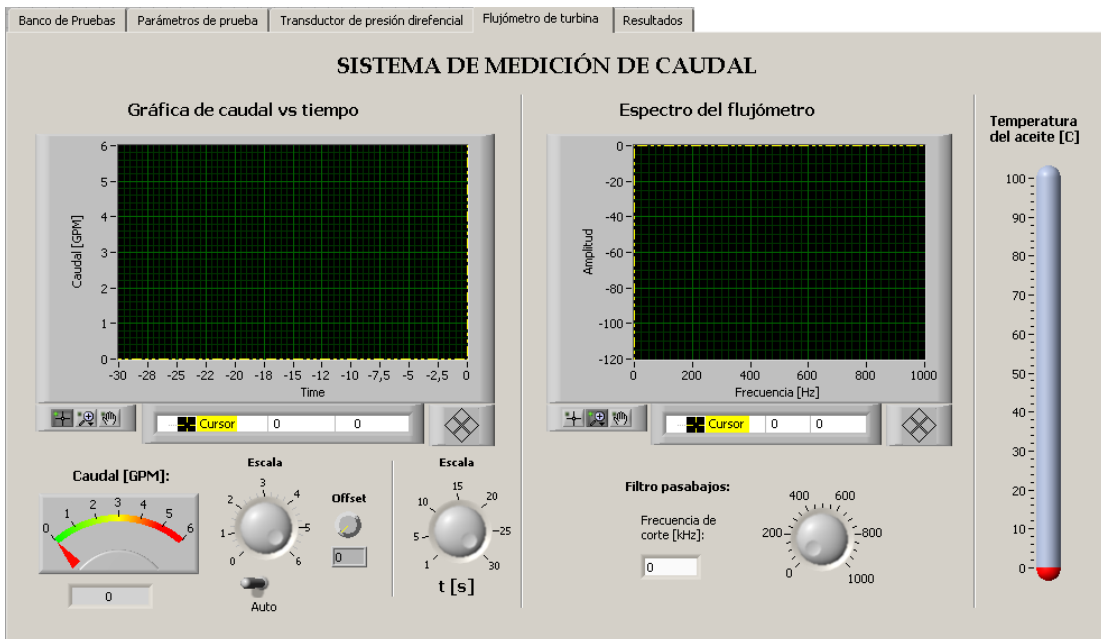 Banco de Pruebas
Parámetros de prueba
Transductor de presión direfencial
Flujómetro de turbina
Resultados
SISTEMA DE MEDICIÓN DE CAUDAL
Gráfica de caudal vs tiempo
Caudal [GPM]
6
5
4
3
2
1
0
-30 -28 -25 -22 -20 -18 -15 -12 -10 -7,5 -5 -2,5 0
Time
Cursor 0 0
Espectro del flujómetro
Amplitud
0
-20
-40
-60
-80
-100
-120
0 200 400 600 800 1000
Frecuencia [Hz]
Cursor 0 0
Temperatura
del aceite [C]
100
90
80
70
60
50
40
30
20
10
0
Caudal [GPM]:
0 1 2 3 4 5 6
0
Escala
0 1 2 3 4 5 6
Auto
Offset
0
Escala
1 5 10 15 20 25 30
t [s]
Filtro pasabajos:
Frecuencia de
corte [kHz]:
0
0 200 400 600 800 1000